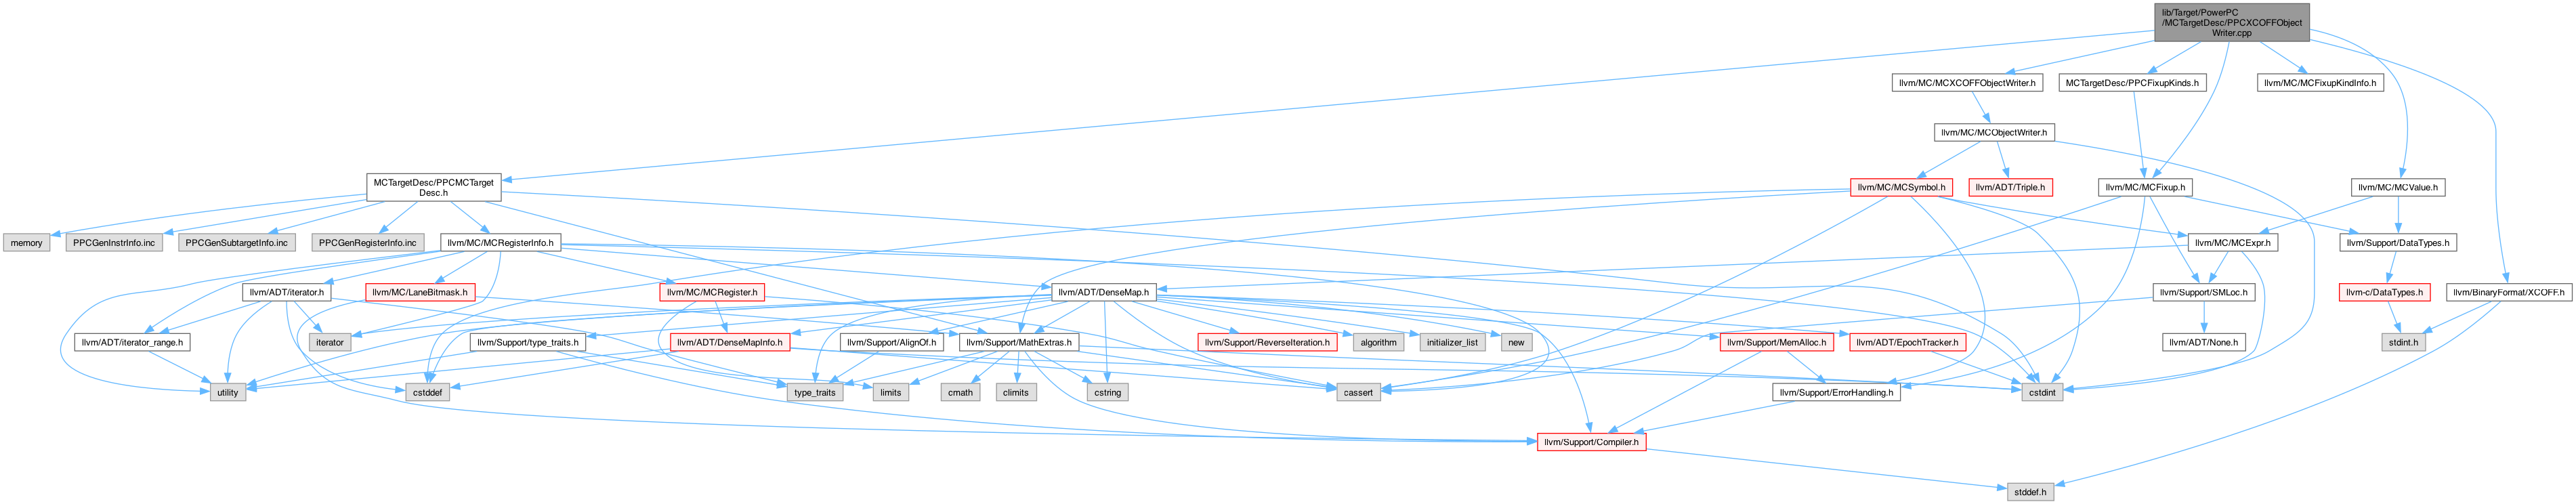 lib/Target/PowerPC
/MCTargetDesc/PPCXCOFFObject
Writer.cpp
llvm/MC/MCXCOFFObjectWriter.h
MCTargetDesc/PPCFixupKinds.h
llvm/MC/MCFixupKindInfo.h
llvm/MC/MCObjectWriter.h
MCTargetDesc/PPCMCTarget
Desc.h
llvm/MC/MCSymbol.h
llvm/ADT/Triple.h
llvm/MC/MCFixup.h
llvm/MC/MCValue.h
memory
PPCGenInstrInfo.inc
PPCGenSubtargetInfo.inc
PPCGenRegisterInfo.inc
llvm/MC/MCRegisterInfo.h
llvm/MC/MCExpr.h
llvm/Support/DataTypes.h
llvm/ADT/iterator.h
llvm/MC/LaneBitmask.h
llvm/MC/MCRegister.h
llvm/ADT/DenseMap.h
llvm/Support/SMLoc.h
llvm-c/DataTypes.h
llvm/BinaryFormat/XCOFF.h
llvm/ADT/iterator_range.h
iterator
llvm/Support/type_traits.h
llvm/ADT/DenseMapInfo.h
llvm/Support/AlignOf.h
llvm/Support/MathExtras.h
llvm/Support/ReverseIteration.h
algorithm
initializer_list
new
llvm/Support/MemAlloc.h
llvm/ADT/EpochTracker.h
llvm/ADT/None.h
stdint.h
utility
cstddef
type_traits
limits
cmath
climits
cstring
cassert
llvm/Support/ErrorHandling.h
cstdint
llvm/Support/Compiler.h
stddef.h